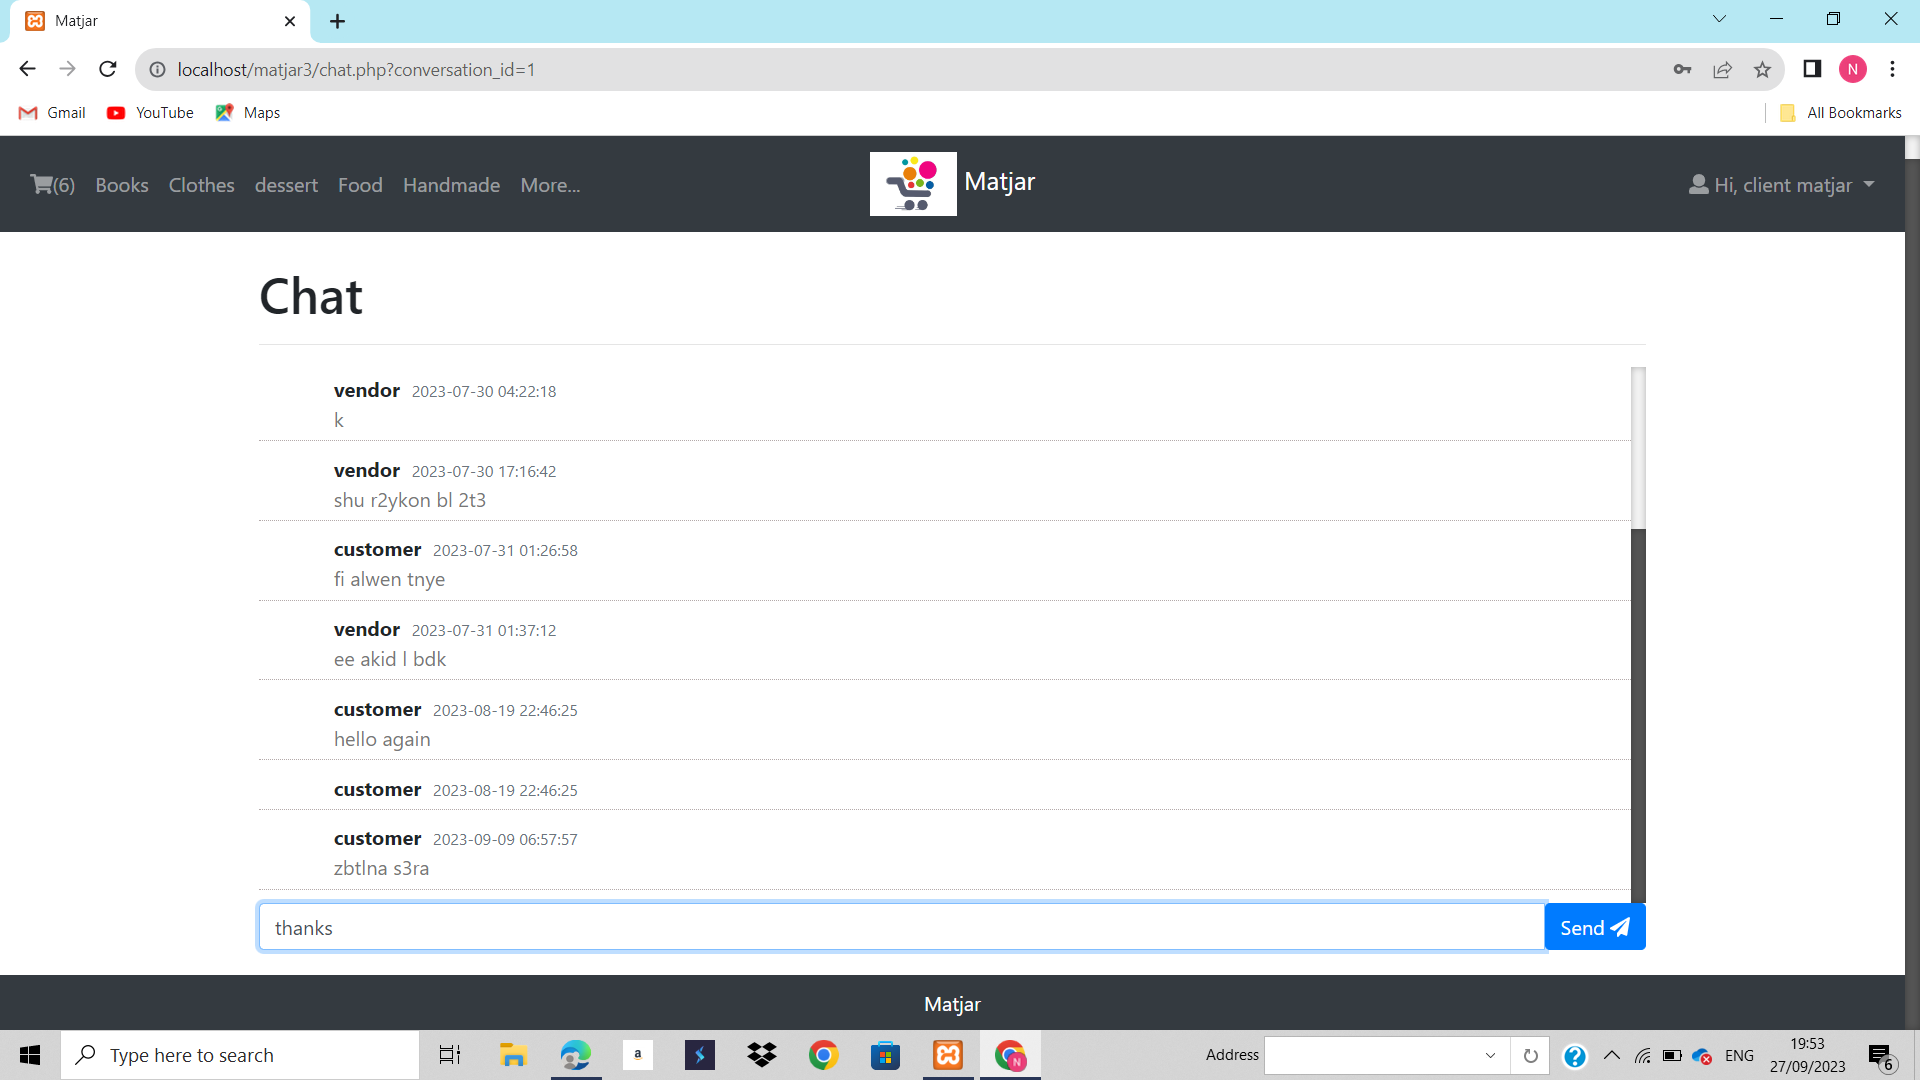 Matjar
localhost/matjar3/chat.php?conversation_id=1
N
Gmail YouTube Maps All Bookmarks
(6) Books Clothes dessert Food Handmade More... Matjar Hi, client matjar
Chat
vendor 2023-07-30 04:22:18
k
vendor 2023-07-30 17:16:42
shu r2ykon bl 2t3
customer 2023-07-31 01:26:58
fi alwen tnye
vendor 2023-07-31 01:37:12
ee akid l bdk
customer 2023-08-19 22:46:25
hello again
customer 2023-08-19 22:46:25
customer 2023-09-09 06:57:57
zbtlna s3ra
thanks Send
Matjar
Type here to search a N Address ? ENG 19:53
27/09/2023 6